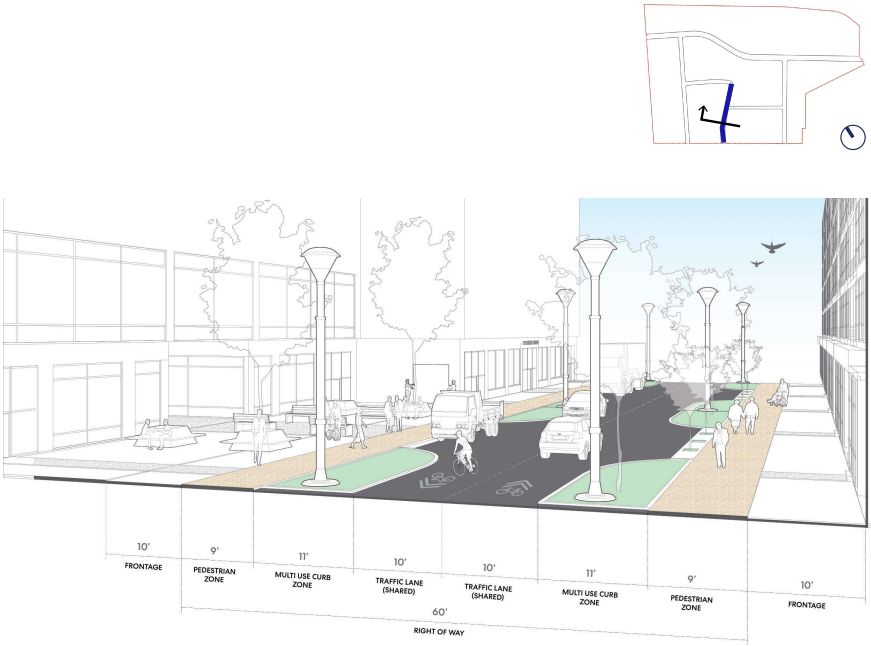 10'
FRONTAGE
9'
PEDESTRIAN
ZONE
11'
MULTI USE CURB
ZONE
10'
TRAFFIC LANE
(SHARED)
10'
TRAFFIC LANE
(SHARED)
11'
MULTI USE CURB
ZONE
9'
PEDESTRIAN
ZONE
10'
FRONTAGE
60'
RIGHT OF WAY